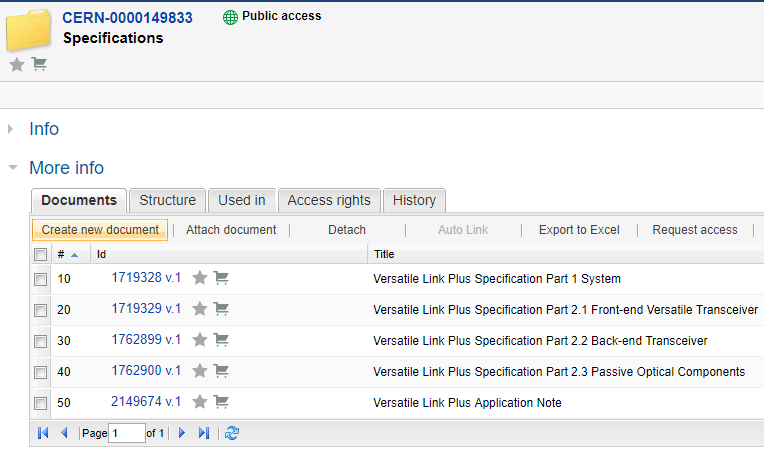 CERN-0000149833 Public access
Specifications
Info
More info
Documents Structure Used in Access rights History
Create new document Attach document Detach Auto Link Export to Excel Request access
# Id Title
10 1719328 v.1 Versatile Link Plus Specification Part 1 System
20 1719329 v.1 Versatile Link Plus Specification Part 2.1 Front-end Versatile Transceiver
30 1762899 v.1 Versatile Link Plus Specification Part 2.2 Back-end Transceiver
40 1762900 v.1 Versatile Link Plus Specification Part 2.3 Passive Optical Components
50 2149674 v.1 Versatile Link Plus Application Note
Page 1 of 1